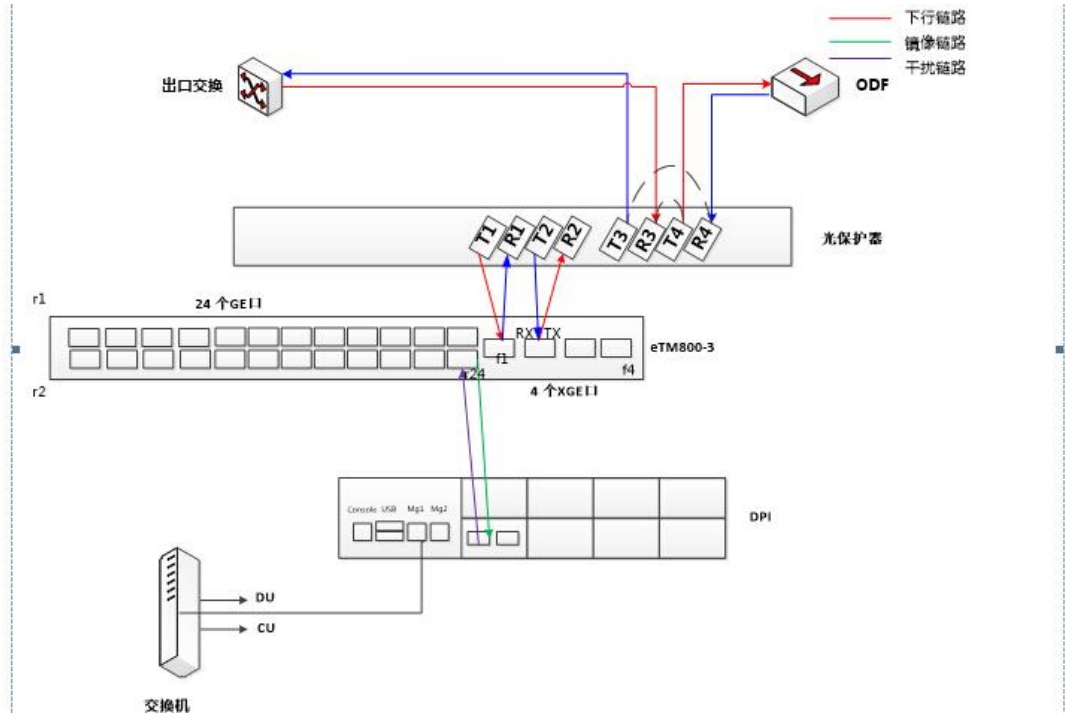 下行链路
镜像链路
干扰链路
出口交换
ODF
T1 R1 T2 R2 T3 R3 T4 R4
光保护器
r1
24 个GE口
RX TX
f1
eTM800-3
r24
f4
r2
4 个XGE口
Console USB Mg1 Mg2
DPI
DU
CU
交换机